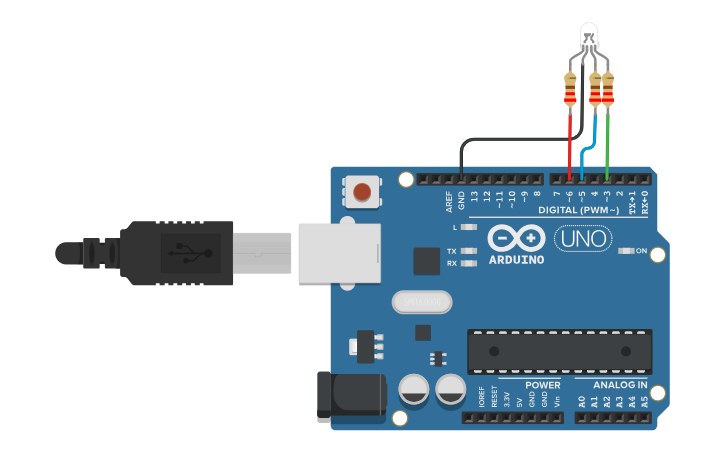 AREF
GND
13
12
~11
~10
~9
8
7
~6
~5
4
~3
2
TX→1
RX←0
DIGITAL (PWM~)
L
TX
RX
UNO
ON
ARDUINO
POWER
ANALOG IN
IOREF
RESET
3.3V
5V
GND
GND
Vin
A0
A1
A2
A3
A4
A5